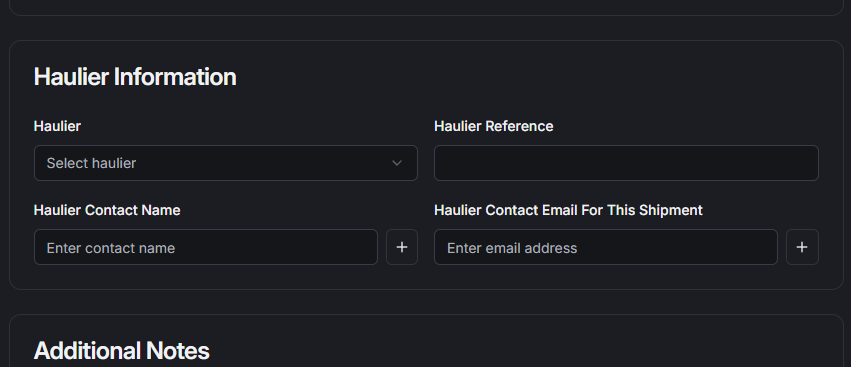 Haulier Information
Haulier
Haulier Reference
Select haulier
Haulier Contact Name
Haulier Contact Email For This Shipment
Enter contact name
Enter email address
Additional Notes